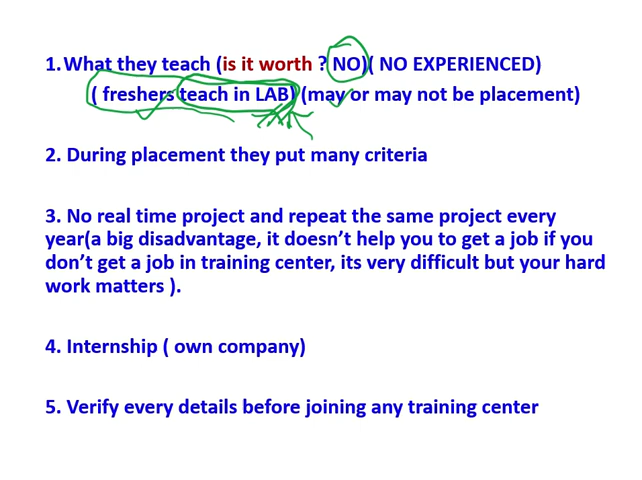 1. What they teach (is it worth ? NO)( NO EXPERIENCED)
( freshers teach in LAB) (may or may not be placement)
2. During placement they put many criteria
3. No real time project and repeat the same project every
year(a big disadvantage, it doesn’t help you to get a job if you
don’t get a job in training center, its very difficult but your hard
work matters ).
4. Internship ( own company)
5. Verify every details before joining any training center